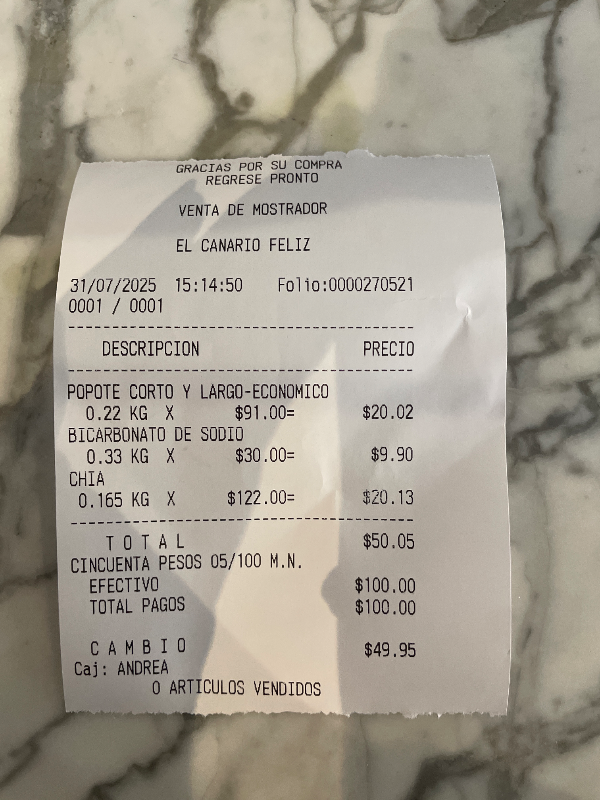 GRACIAS POR SU COMPRA
REGRESE PRONTO
VENTA DE MOSTRADOR
EL CANARIO FELIZ
31/07/2025 15:14:50 Folio:0000270521
0001 / 0001
DESCRIPCION PRECIO
POPOTE CORTO Y LARGO-ECONOMICO
0.22 KG X $91.00= $20.02
BICARBONATO DE SODIO
0.33 KG X $30.00= $9.90
CHIA
0.165 KG X $122.00= $20.13
T O T A L $50.05
CINCUENTA PESOS 05/100 M.N.
EFECTIVO $100.00
TOTAL PAGOS $100.00
C A M B I O $49.95
Caj: ANDREA
0 ARTICULOS VENDIDOS